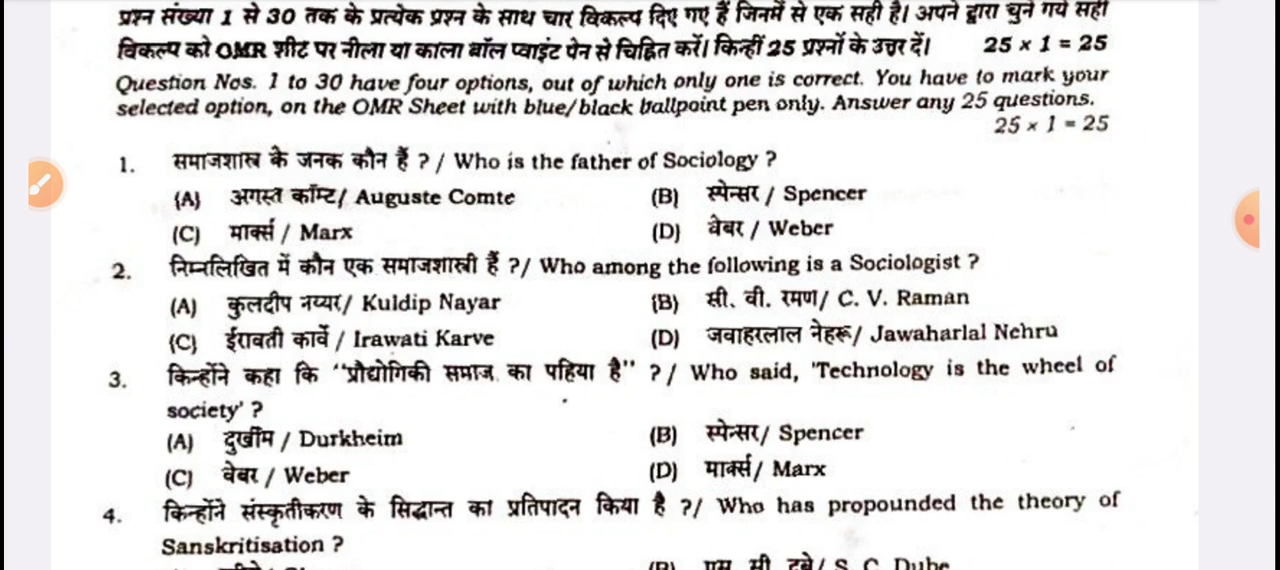 प्रश्न संख्या 1 से 30 तक के प्रत्येक प्रश्न के साथ चार विकल्प दिए गए हैं जिनमें से एक सही है। अपने द्वारा चुने गये सही
विकल्प को OMR शीट पर नीला या काला बॉल प्वाइंट पेन से चिह्नित करें। किन्हीं 25 प्रश्नों के उत्तर दें। 25 × 1 = 25
Question Nos. 1 to 30 have four options, out of which only one is correct. You have to mark your
selected option, on the OMR Sheet with blue/black ballpoint pen only. Answer any 25 questions.
25 × 1 = 25
1. समाजशास्त्र के जनक कौन हैं ? / Who is the father of Sociology ?
(A) अगस्त कॉम्टे/ Auguste Comte (B) स्पेन्सर / Spencer
(C) मार्क्स / Marx (D) वेबर / Weber
2. निम्नलिखित में कौन एक समाजशास्त्री हैं ?/ Who among the following is a Sociologist ?
(A) कुलदीप नय्यर/ Kuldip Nayar (B) सी. वी. रमण/ C. V. Raman
(C) ईरावती कार्वे / Irawati Karve (D) जवाहरलाल नेहरू/ Jawaharlal Nehru
3. किन्होंने कहा कि "प्रौद्योगिकी समाज का पहिया है" ? / Who said, 'Technology is the wheel of
society' ?
(A) दुर्खीम / Durkheim (B) स्पेन्सर/ Spencer
(C) वेबर / Weber (D) मार्क्स/ Marx
4. किन्होंने संस्कृतीकरण के सिद्धान्त का प्रतिपादन किया है ?/ Who has propounded the theory of
Sanskritisation ?
(B) एस. सी. दुबे/ S. C. Dube